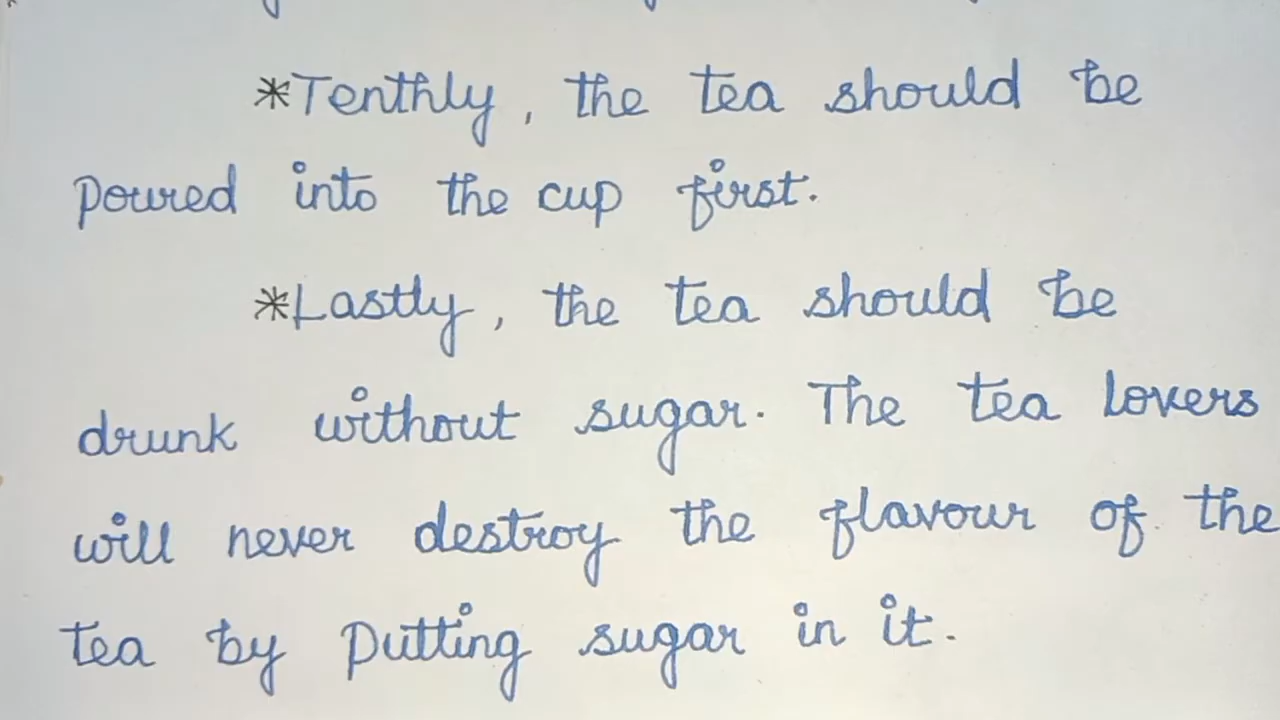 *Tenthly, the tea should be
poured into the cup first.
*Lastly, the tea should be
drunk without sugar. The tea lovers
will never destroy the flavour of the
tea by putting sugar in it.